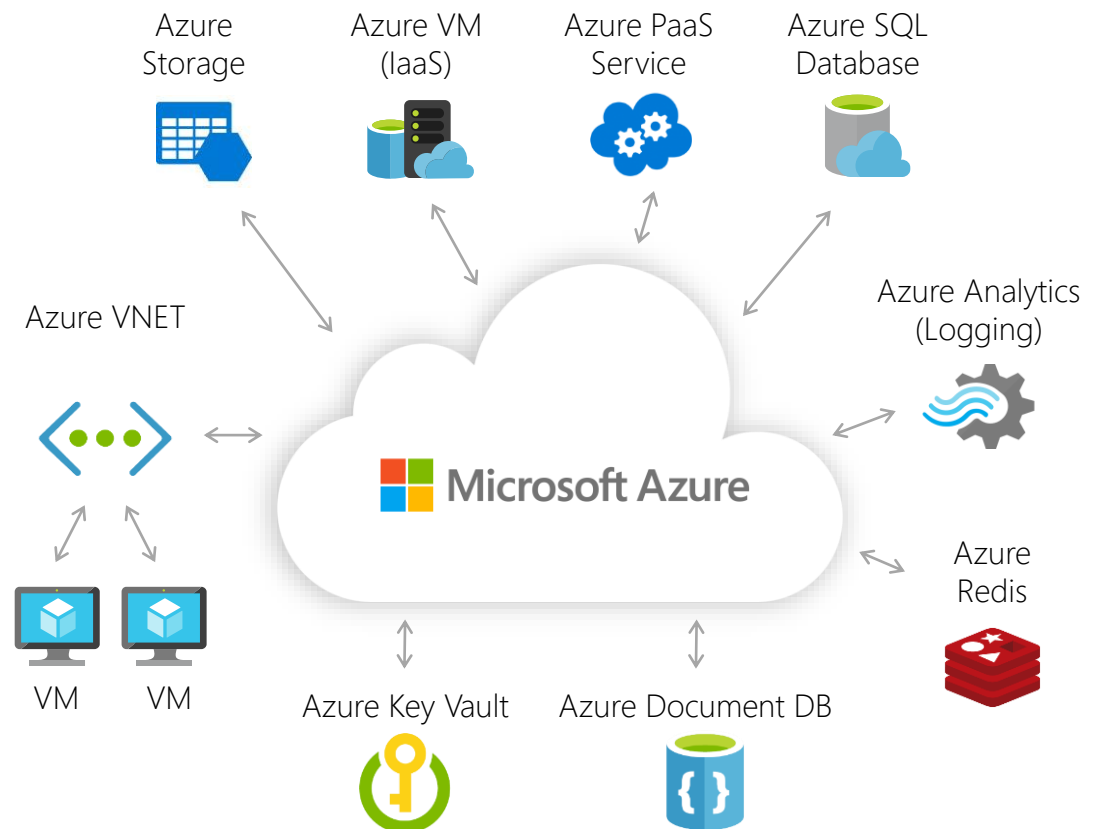 Azure
Storage
Azure VM
(IaaS)
Azure PaaS
Service
Azure SQL
Database
Azure VNET
Azure Analytics
(Logging)
Microsoft Azure
Azure
Redis
VM
VM
Azure Key Vault
Azure Document DB
{ }